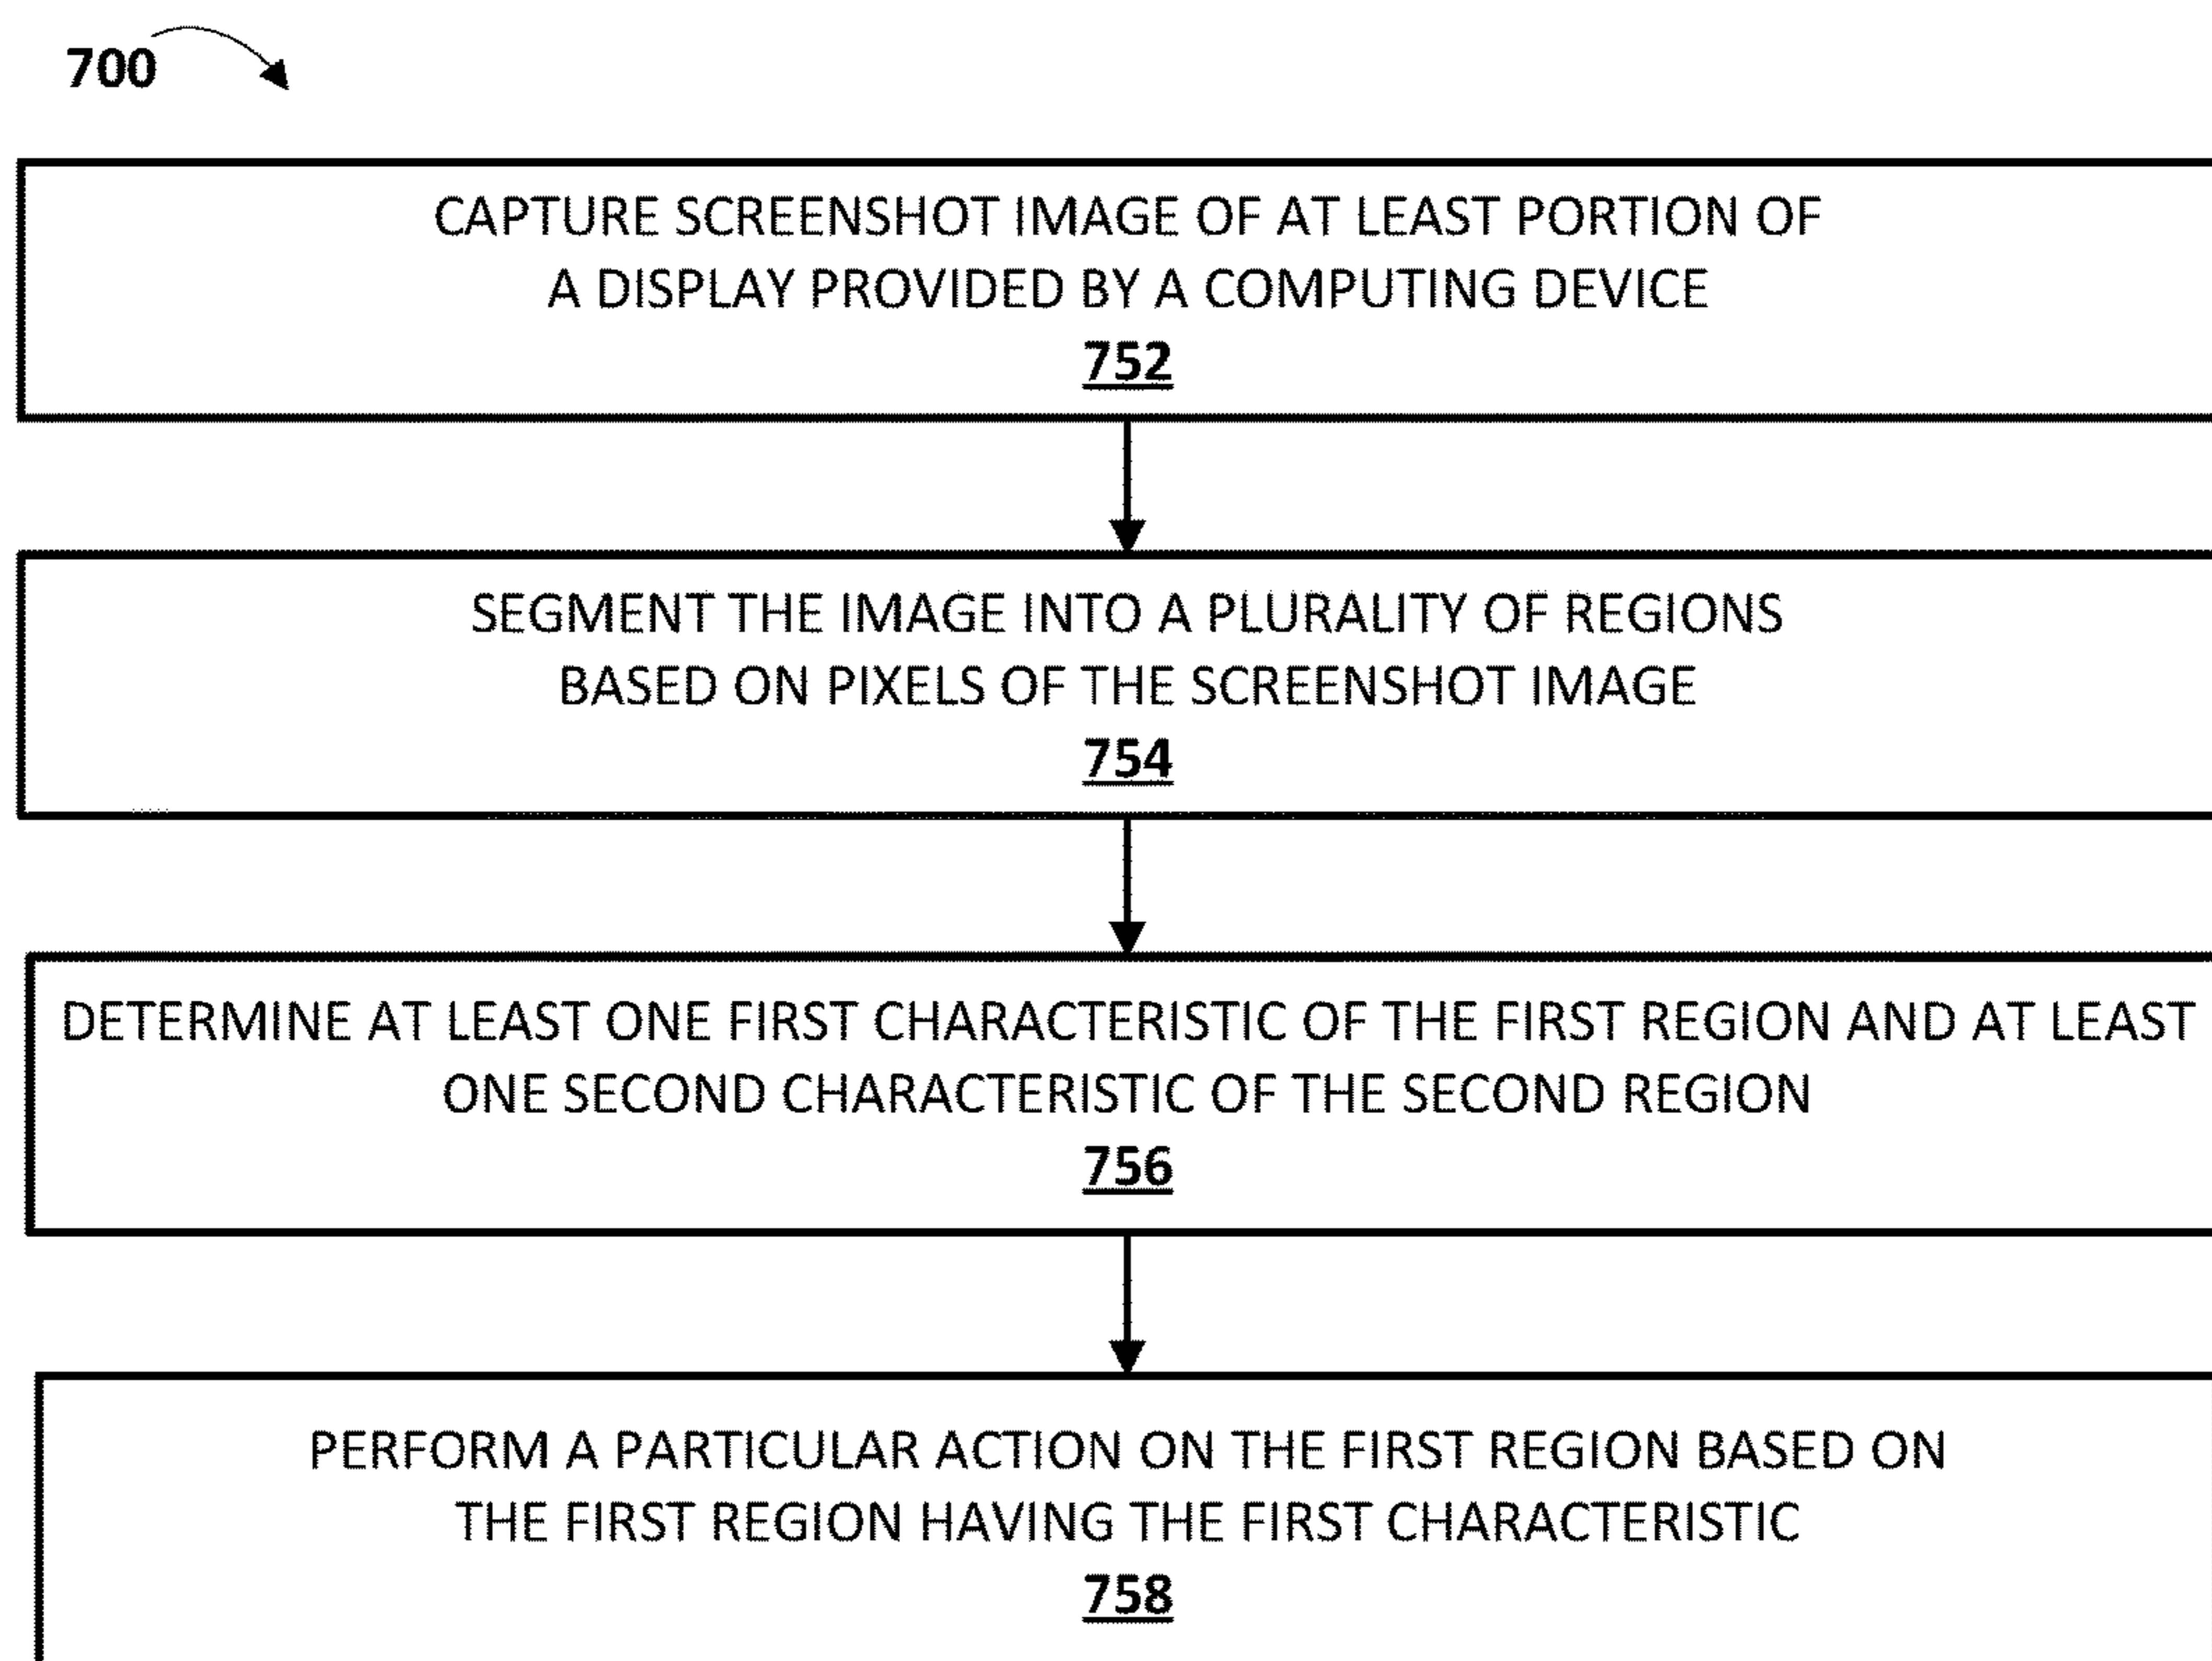 700
CAPTURE SCREENSHOT IMAGE OF AT LEAST PORTION OF
A DISPLAY PROVIDED BY A COMPUTING DEVICE
752
SEGMENT THE IMAGE INTO A PLURALITY OF REGIONS
BASED ON PIXELS OF THE SCREENSHOT IMAGE
754
DETERMINE AT LEAST ONE FIRST CHARACTERISTIC OF THE FIRST REGION AND AT LEAST
ONE SECOND CHARACTERISTIC OF THE SECOND REGION
756
PERFORM A PARTICULAR ACTION ON THE FIRST REGION BASED ON
THE FIRST REGION HAVING THE FIRST CHARACTERISTIC
758